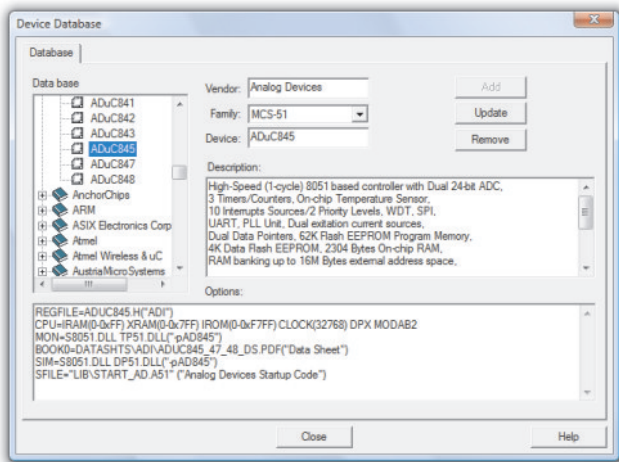 Device Database
Database
Data base
ADuC841
ADuC842
ADuC843
ADuC845
ADuC847
ADuC848
AnchorChips
ARM
ASIX Electronics Corp
Atmel
Atmel Wireless & uC
AustriaMicroSystems
Vendor: Analog Devices
Family: MCS-51
Device: ADuC845
Add
Update
Remove
Description:
High-Speed (1-cycle) 8051 based controller with Dual 24-bit ADC,
3 Timers/Counters, On-chip Temperature Sensor,
10 Interrupts Sources/2 Priority Levels, WDT, SPI,
UART, PLL Unit, Dual exitation current sources,
Dual Data Pointers, 62K Flash EEPROM Program Memory,
4K Data Flash EEPROM, 2304 Bytes On-chip RAM,
RAM banking up to 16M Bytes external address space,
Options:
REGFILE=ADUC845.H("ADI")
CPU=IRAM(0-0xFF) XRAM(0-0x7FF) IROM(0-0xF7FF) CLOCK(32768) DPX MODAB2
MON=S8051.DLL TP51.DLL("-pAD845")
BOOK0=DATASHTS\ADI\ADUC845_47_48_DS.PDF("Data Sheet")
SIM=S8051.DLL DP51.DLL("-pAD845")
SFILE="LIB\START_AD.A51" ("Analog Devices Startup Code")
Close
Help